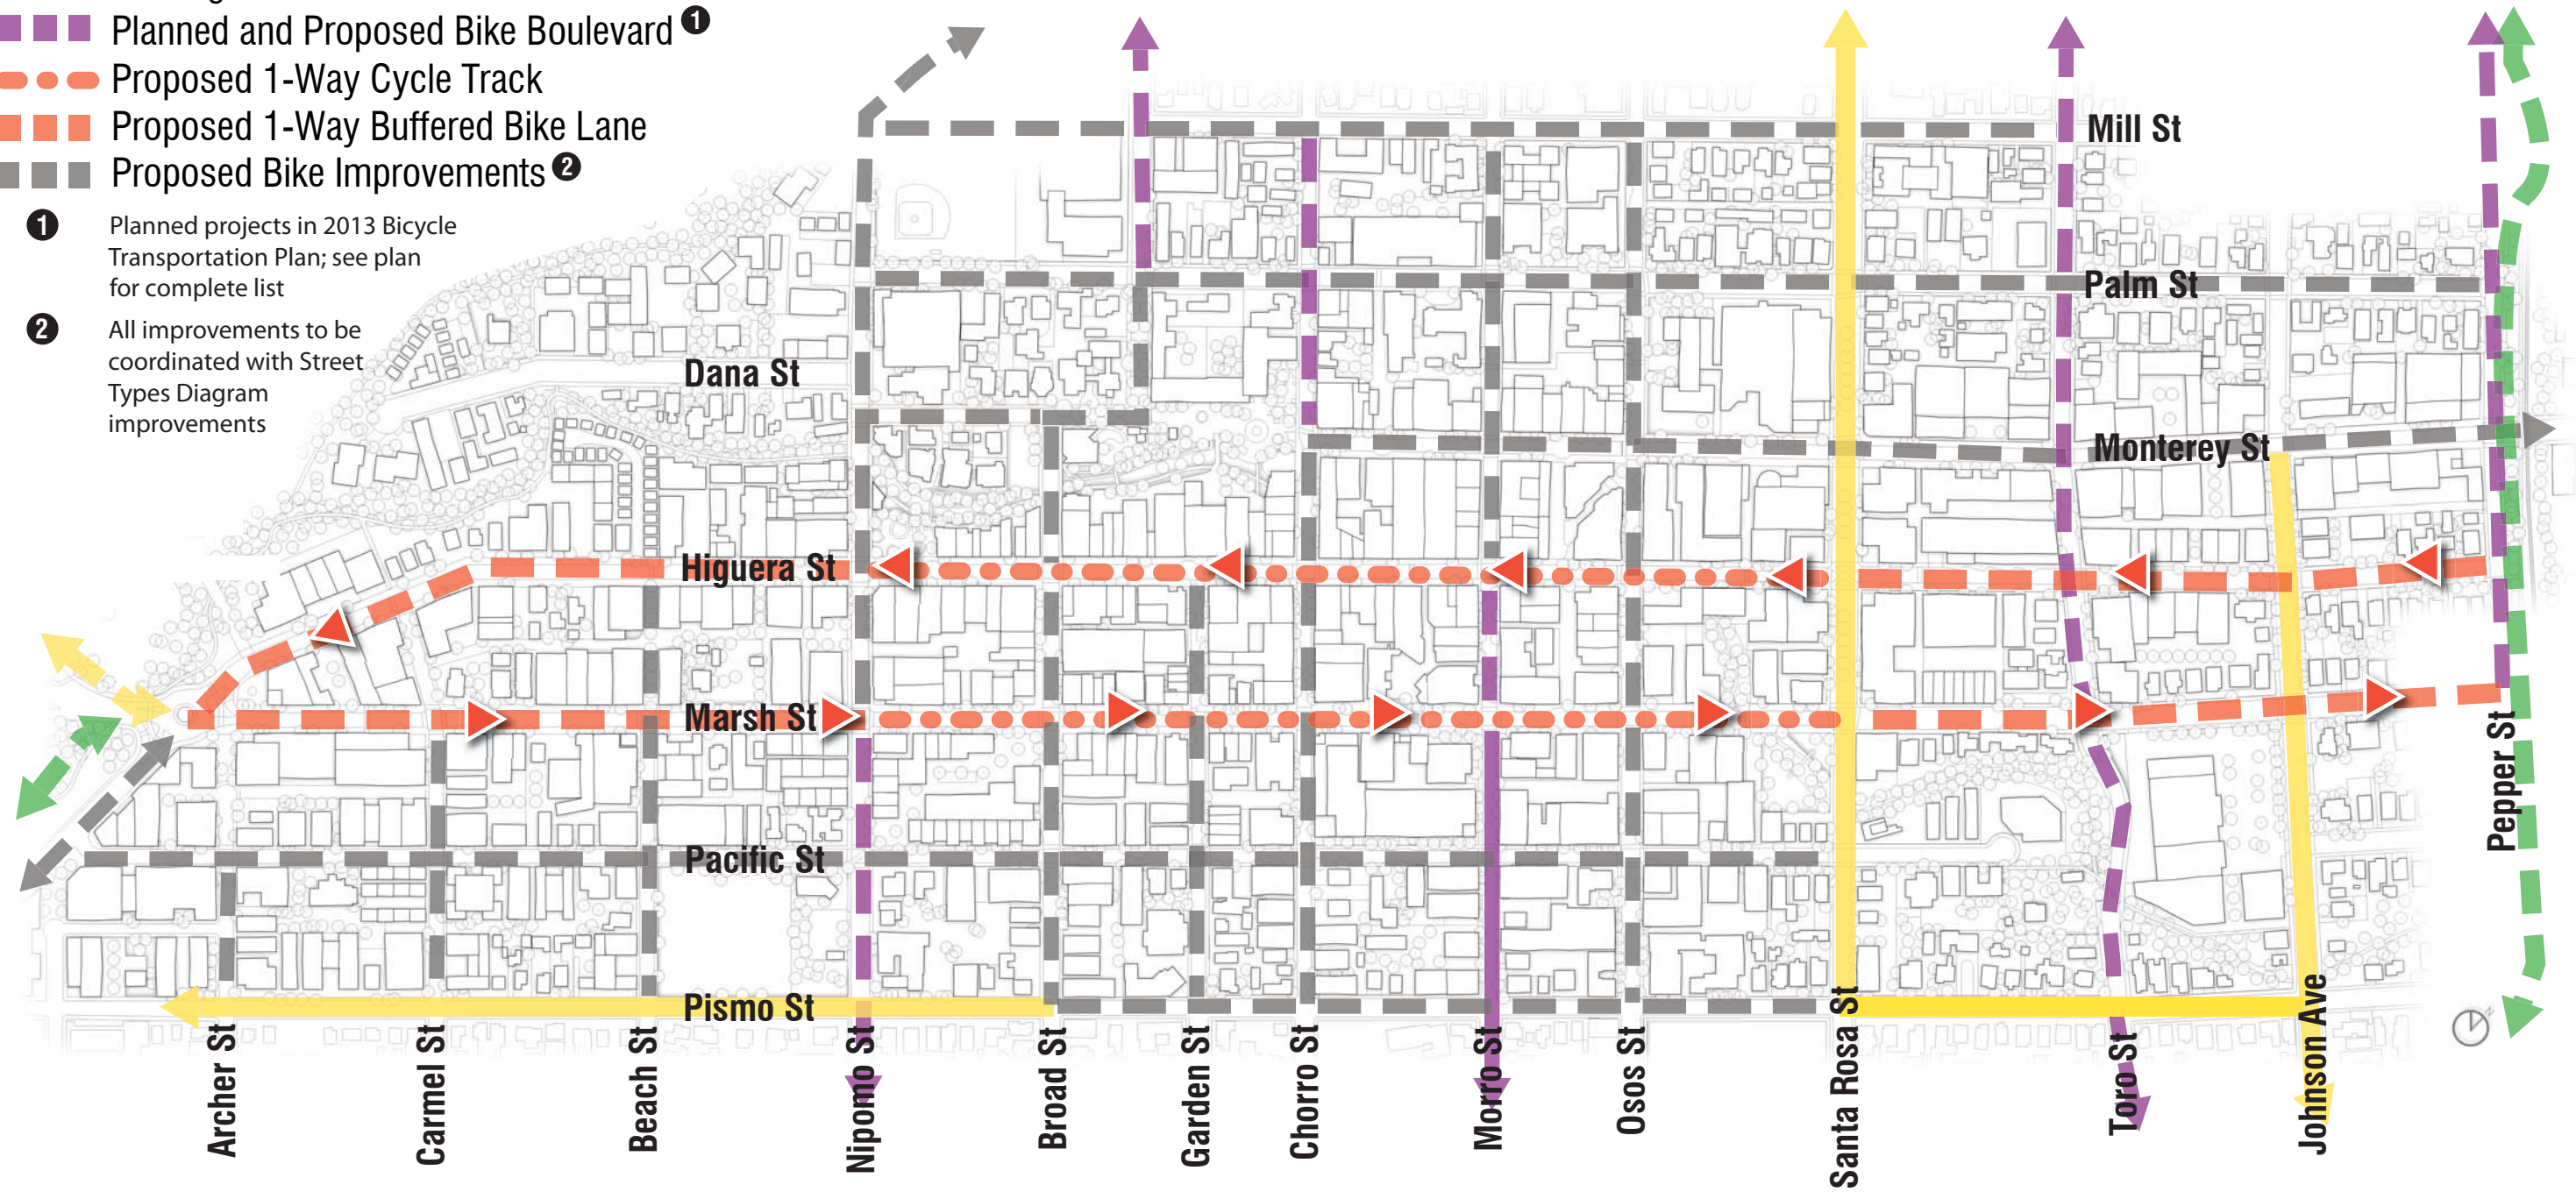 Planned and Proposed Bike Boulevard 1
Proposed 1-Way Cycle Track
Proposed 1-Way Buffered Bike Lane
Proposed Bike Improvements 2
1 Planned projects in 2013 Bicycle
Transportation Plan; see plan
for complete list
2 All improvements to be
coordinated with Street
Types Diagram
improvements
Mill St
Palm St
Dana St
Monterey St
Higuera St
Marsh St
Pepper St
Pacific St
Pismo St
Archer St
Carmel St
Beach St
Nipomo St
Broad St
Garden St
Chorro St
Morro St
Osos St
Santa Rosa St
Toro St
Johnson Ave